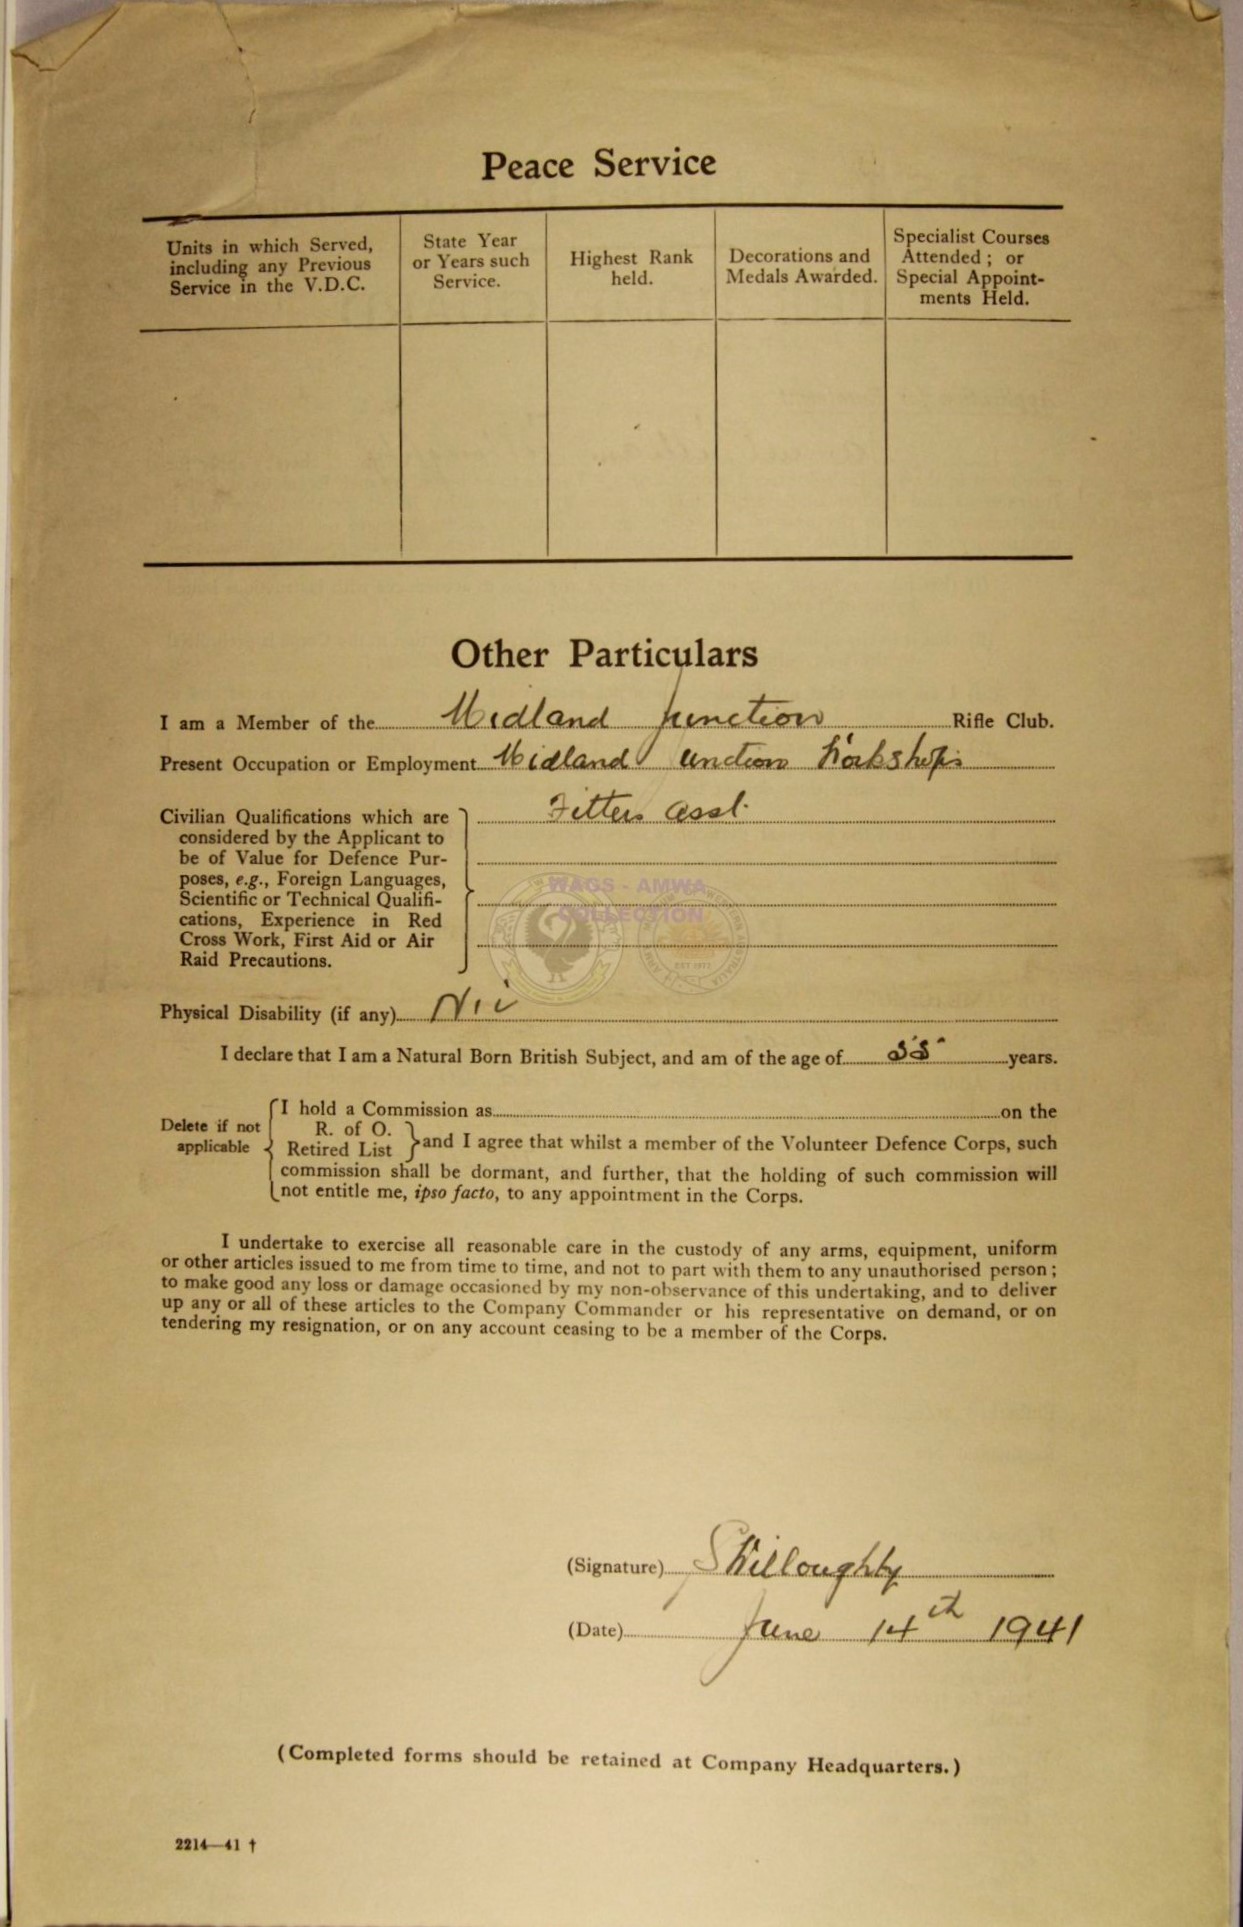 Peace Service
Units in which Served, including any Previous Service in the V.D.C.
State Year or Years such Service.
Highest Rank held.
Decorations and Medals Awarded.
Specialist Courses Attended ; or Special Appoint-ments Held.
Other Particulars
I am a Member of the Midland Junction Rifle Club.
Present Occupation or Employment Midland Junction Workshops
Civilian Qualifications which are
considered by the Applicant to
be of Value for Defence Pur-
poses, e.g., Foreign Languages,
Scientific or Technical Qualifi-
cations, Experience in Red
Cross Work, First Aid or Air
Raid Precautions.
Fitters asst.
WAGS - AMWA
COLLECTION
Physical Disability (if any) Nil
I declare that I am a Natural Born British Subject, and am of the age of years.
Delete if not applicable
I hold a Commission as on the
R. of O.
Retired List
and I agree that whilst a member of the Volunteer Defence Corps, such
commission shall be dormant, and further, that the holding of such commission will
not entitle me, ipso facto, to any appointment in the Corps.
I undertake to exercise all reasonable care in the custody of any arms, equipment, uniform
or other articles issued to me from time to time, and not to part with them to any unauthorised person ;
to make good any loss or damage occasioned by my non-observance of this undertaking, and to deliver
up any or all of these articles to the Company Commander or his representative on demand, or on
tendering my resignation, or on any account ceasing to be a member of the Corps.
(Signature) S Willoughby
(Date) June 14th 1941
(Completed forms should be retained at Company Headquarters.)
2214—41 †